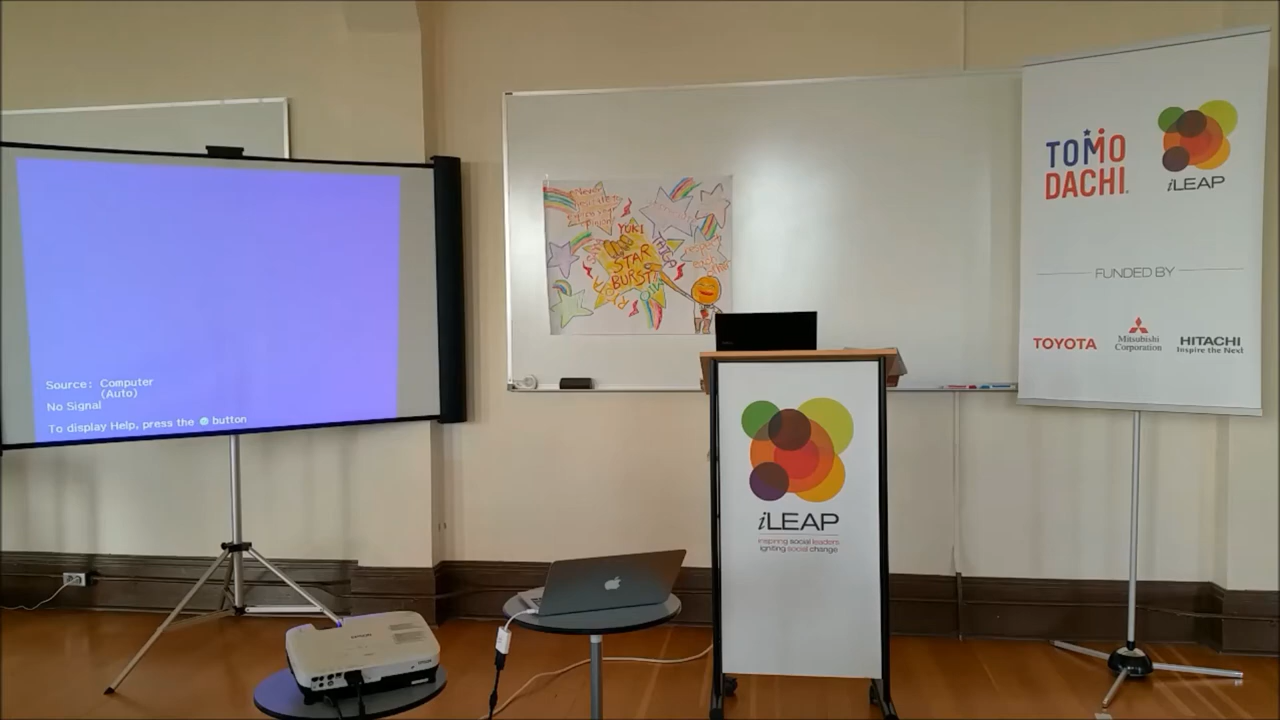 Source: Computer
(Auto)
No Signal
To display Help, press the button
YUKI
STAR
BURST
EPSON
iLEAP
inspiring social leaders
igniting social change
TOMO
DACHI
iLEAP
FUNDED BY
TOYOTA
Mitsubishi
Corporation
HITACHI
Inspire the Next